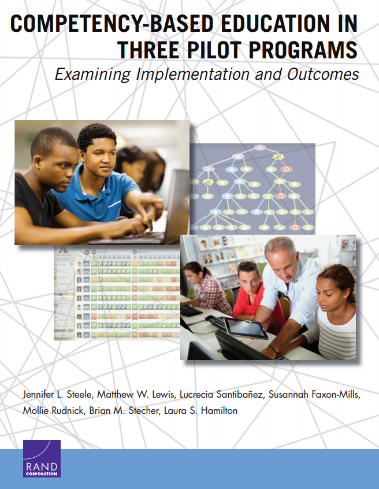 COMPETENCY-BASED EDUCATION IN
THREE PILOT PROGRAMS
Examining Implementation and Outcomes
Jennifer L. Steele, Matthew W. Lewis, Lucrecia Santibañez, Susannah Faxon-Mills,
Mollie Rudnick, Brian M. Stecher, Laura S. Hamilton
RAND
CORPORATION